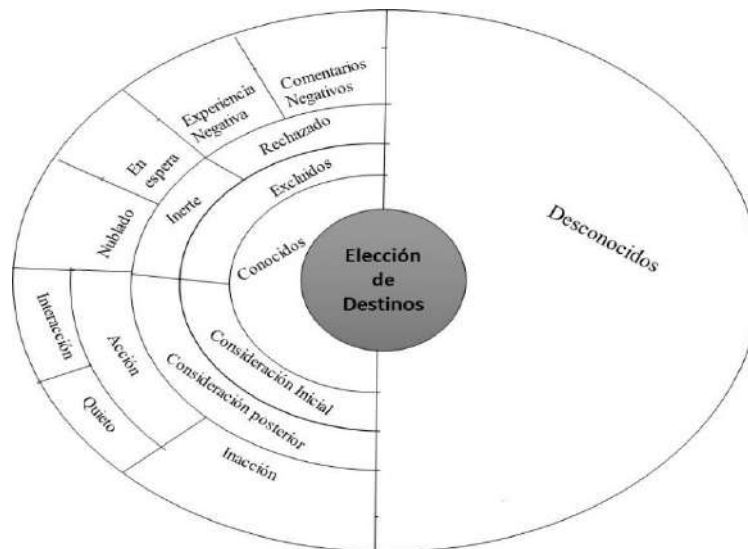 Comentarios
Negativos
Experiencia
Negativa
Rechazado
En
espera
Excluidos
Inerte
Nublado
Conocidos
Elección
de
Destinos
Desconocidos
Interacción
Acción
Consideración Inicial
Consideración posterior
Quieto
Inacción